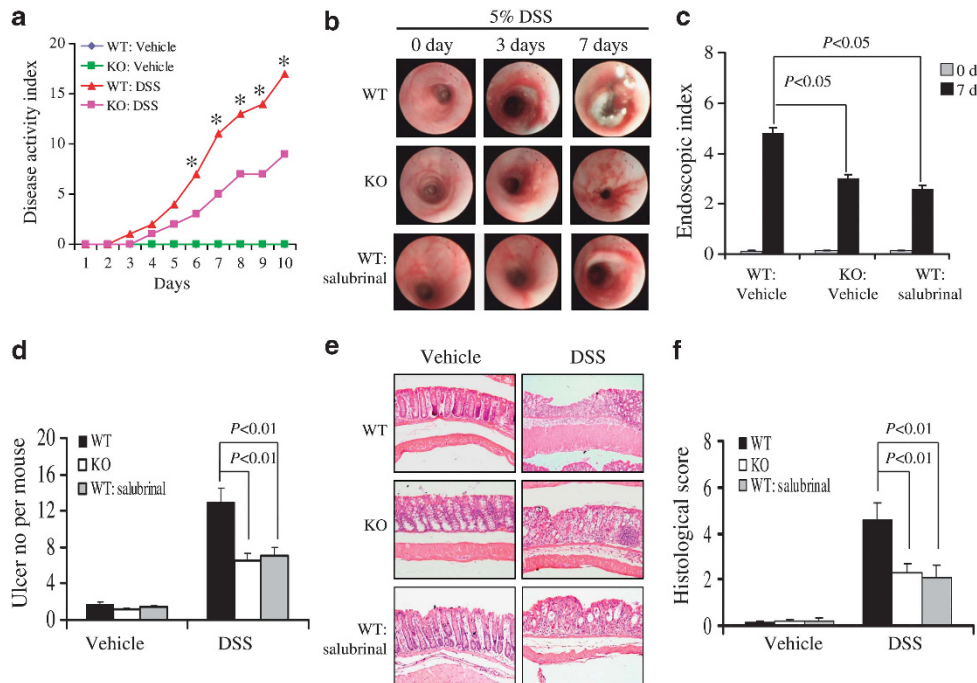 a
Disease activity index
25
20
15
10
5
0
WT: Vehicle
KO: Vehicle
WT: DSS
KO: DSS
* * * * *
1 2 3 4 5 6 7 8 9 10
Days
b
5% DSS
0 day 3 days 7 days
WT
KO
WT:
salubrinal
c
Endoscopic index
8
6
4
2
0
P<0.05
P<0.05
0 d
7 d
WT:
Vehicle
KO:
Vehicle
WT:
salubrinal
d
Ulcer no per mouse
20
16
12
8
4
0
WT
KO
WT: salubrinal
P<0.01
P<0.01
Vehicle DSS
e
Vehicle DSS
WT
KO
WT:
salubrinal
f
Histological score
8
6
4
2
0
WT
KO
WT: salubrinal
P<0.01
P<0.01
Vehicle DSS